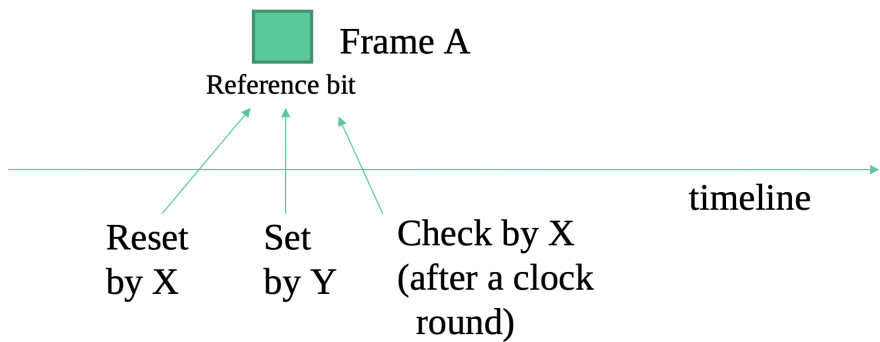 Frame A
Reference bit
timeline
Reset
by X
Set
by Y
Check by X
(after a clock
round)